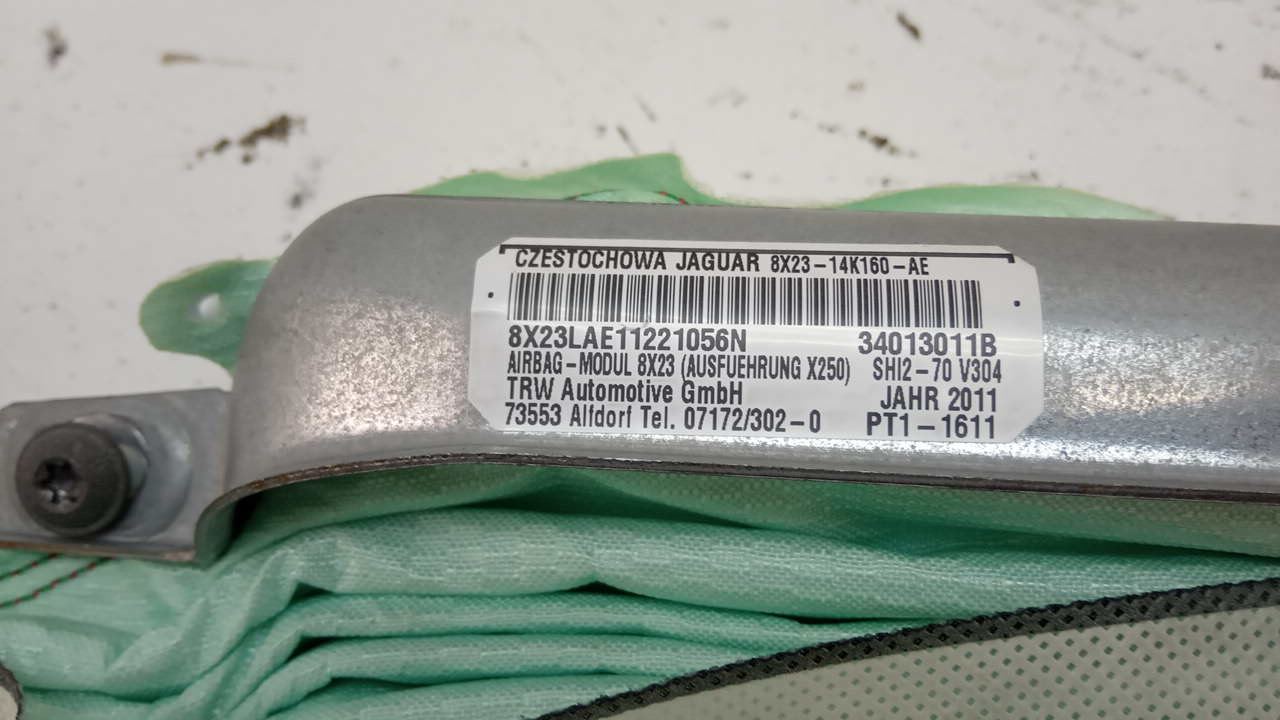 CZESTOCHOWA JAGUAR 8X23-14K160-AE
8X23LAE11221056N 34013011B
AIRBAG-MODUL 8X23 (AUSFUEHRUNG X250) SHI2-70 V304
TRW Automotive GmbH JAHR 2011
73553 Alfdorf Tel. 07172/302-0 PT1-1611